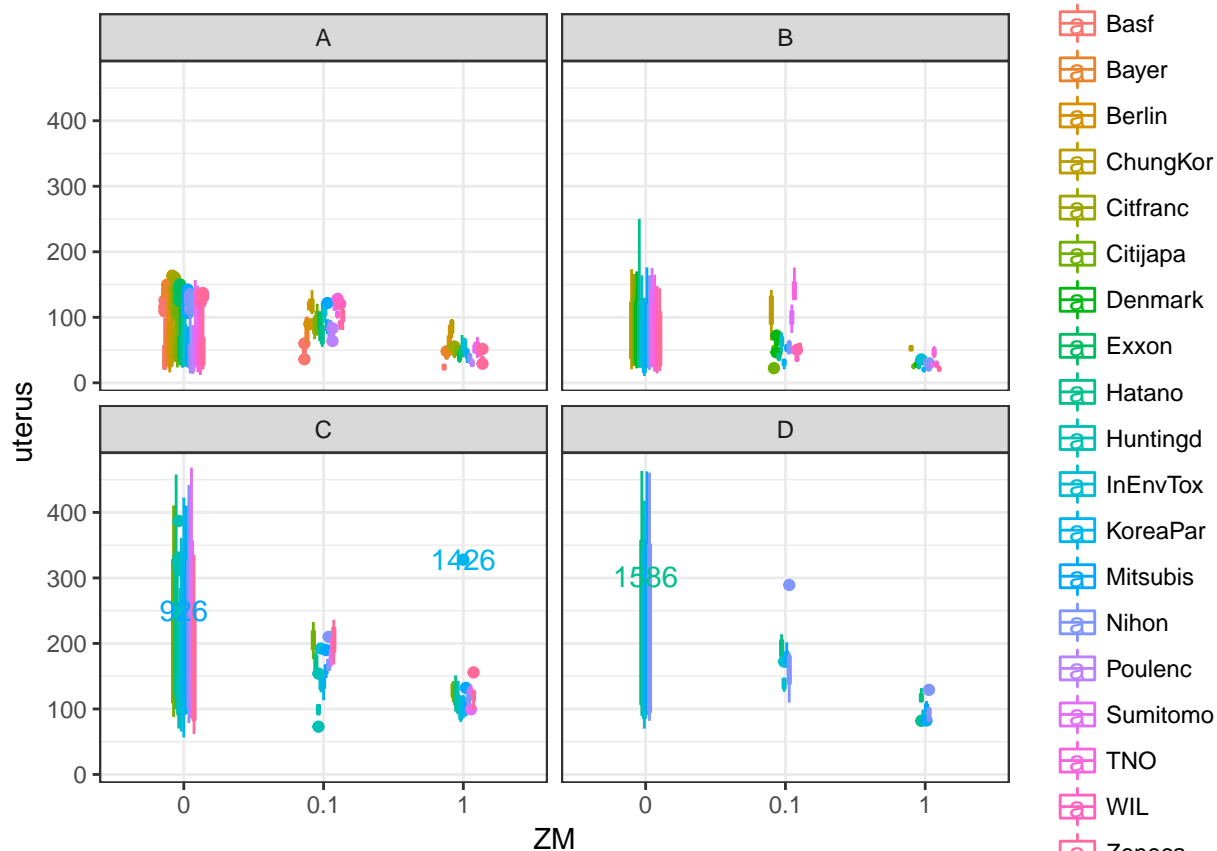 A
B
400
300
200
100
0
C
D
400
300
200
100
0
926
1426
1586
0
0.1
1
0
0.1
1
uterus
ZM
a Basf
a Bayer
a Berlin
a ChungKor
a Citfranc
a Citijapa
a Denmark
a Exxon
a Hatano
a Huntingd
a InEnvTox
a KoreaPar
a Mitsubis
a Nihon
a Poulenc
a Sumitomo
a TNO
a WIL